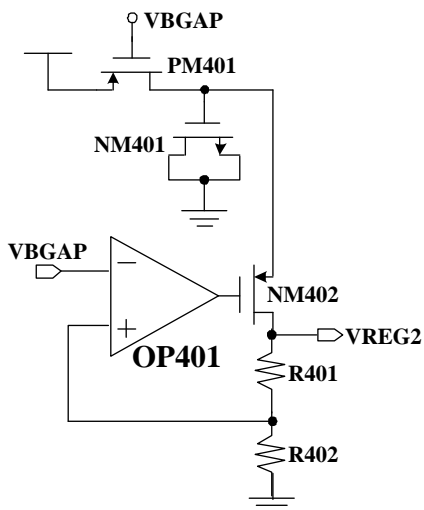 VBGAP
PM401
NM401
VBGAP
−
NM402
+
VREG2
OP401
R401
R402